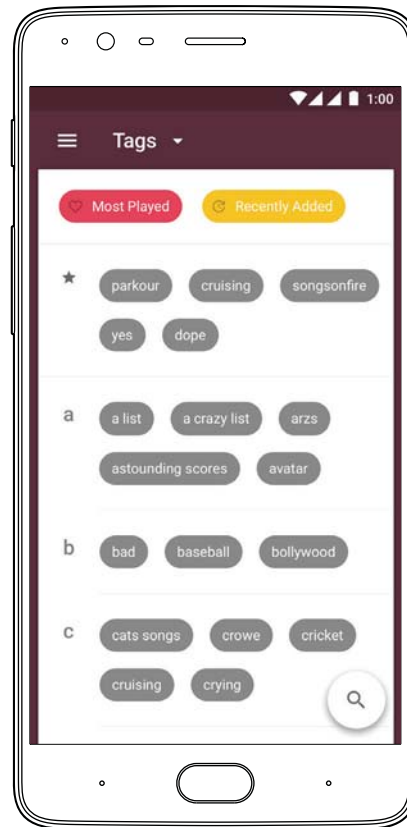 1:00
Tags
Most Played Recently Added
parkour cruising songsonfire
yes dope
a a list a crazy list arzs
astounding scores avatar
b bad baseball bollywood
c cats songs crowe cricket
cruising crying